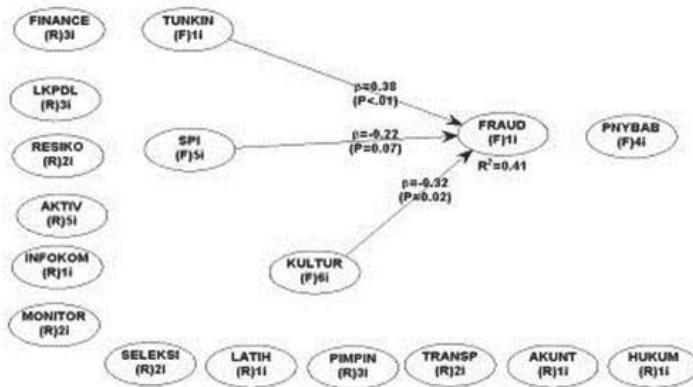 FINANCE
(R)3i
TUNKIN
(F)1i
β=0.38
(P<.01)
LKPDL
(R)3i
RESIKO
(R)2i
SPI
(F)5i
β=-0.22
(P=0.07)
FRAUD
(F)1i
R²=0.41
PNYBAB
(F)4i
β=-0.32
(P=0.02)
AKTIV
(R)5i
INFOKOM
(R)1i
KULTUR
(F)6i
MONITOR
(R)2i
SELEKSI
(R)2i
LATIH
(R)1i
PIMPIN
(R)3i
TRANSP
(R)2i
AKUNT
(R)1i
HUKUM
(R)1i